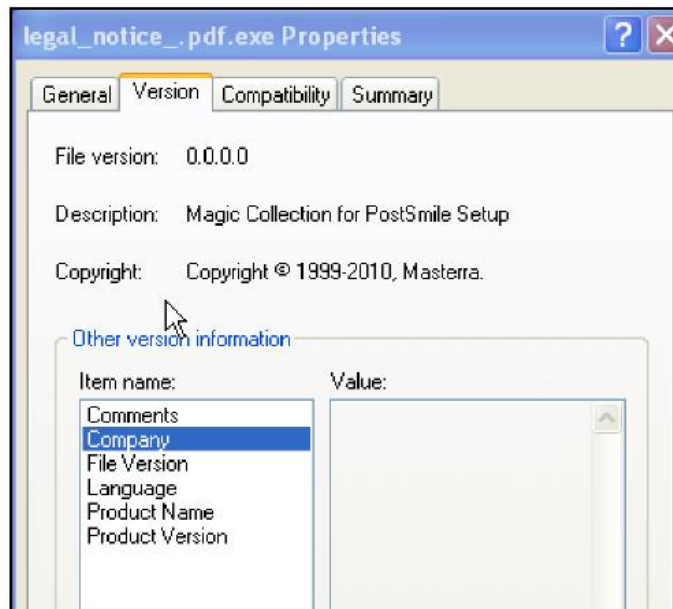 legal_notice_.pdf.exe Properties
General Version Compatibility Summary
File version: 0.0.0.0
Description: Magic Collection for PostSmile Setup
Copyright: Copyright © 1999-2010, Masterra.
Other version information
Item name: Value:
Comments
Company
File Version
Language
Product Name
Product Version